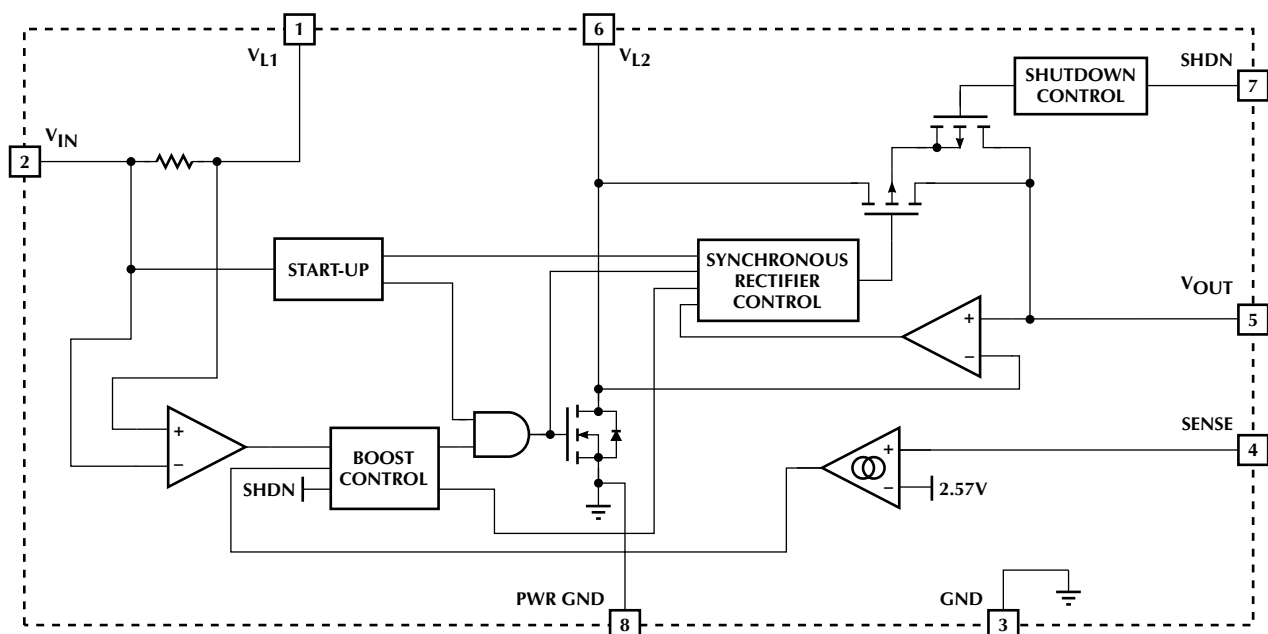 1
6
VL1
VL2
SHDN
7
SHUTDOWN
CONTROL
VIN
2
START-UP
SYNCHRONOUS
RECTIFIER
CONTROL
VOUT
5
+
−
+
−
BOOST
CONTROL
SHDN
SENSE
4
+
−
2.57V
PWR GND
8
GND
3